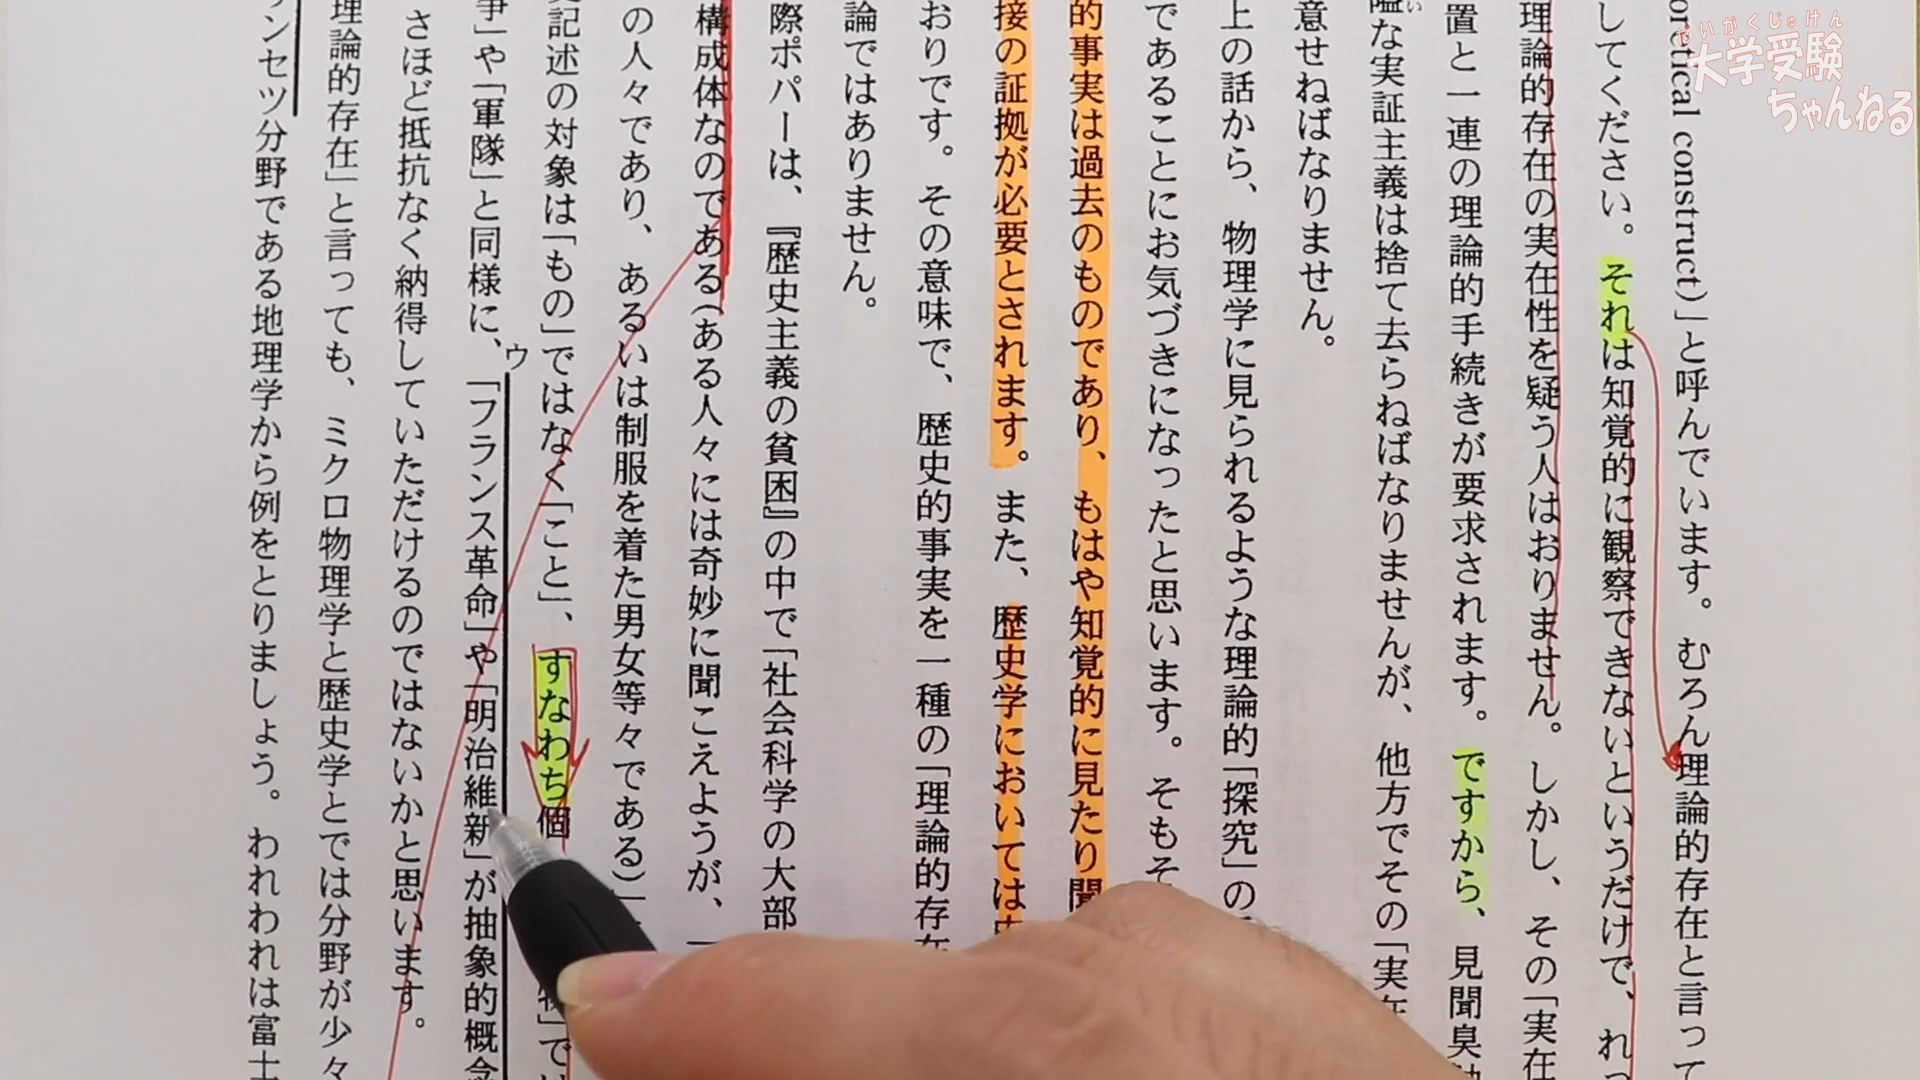 だいがくじゅけん
大学受験
ちゃんねる
oretical construct)」と呼んでいます。むろん理論的存在と言って
してください。それは知覚的に観察できないというだけで、れっ
理論的存在の実在性を疑う人はおりません。しかし、その「実在
置と一連の理論的手続きが要求されます。ですから、見聞臭
隘な実証主義は捨て去らねばなりませんが、他方でその「実在
意せねばなりません。
上の話から、物理学に見られるような理論的「探究」の
であることにお気づきになったと思います。そもそ
的事実は過去のものであり、もはや知覚的に見たり聞
接の証拠が必要とされます。また、歴史学においては
おりです。その意味で、歴史的事実を一種の「理論的存在
論ではありません。
際ポパーは、『歴史主義の貧困』の中で「社会科学の大部
構成体なのである(ある人々には奇妙に聞こえようが、
の人々であり、あるいは制服を着た男女等々である)」
記述の対象は「もの」ではなく「こと」、すなわち個
争」や「軍隊」と同様に、「フランス革命」や「明治維新」が抽象的概念
ウ
さほど抵抗なく納得していただけるのではないかと思います。
理論的存在」と言っても、ミクロ物理学と歴史学とでは分野が少々
ンセツ分野である地理学から例をとりましょう。われわれは富士